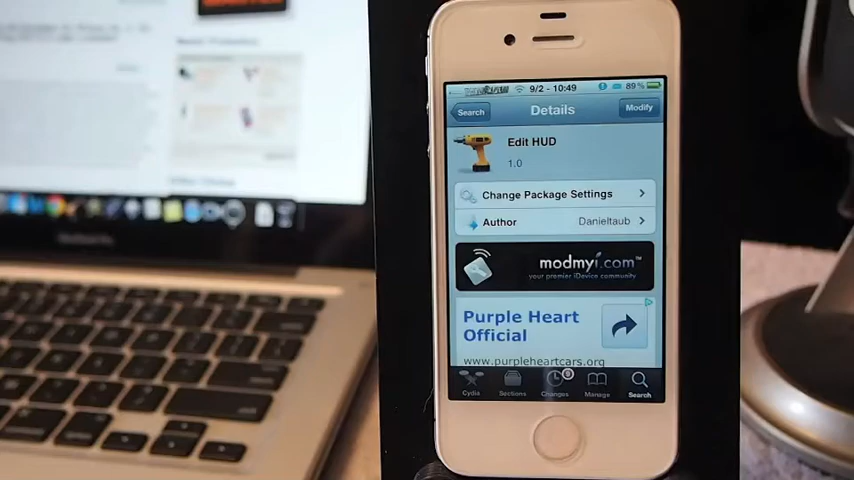 9/2 - 10:49
89%
Search
Details
Modify
Edit HUD
1.0
Change Package Settings
Author
Danieltaub
modmyi.com™
your premier iDevice community
Purple Heart
Official
www.purpleheartcars.org
Cydia
Sections
Changes
Manage
Search